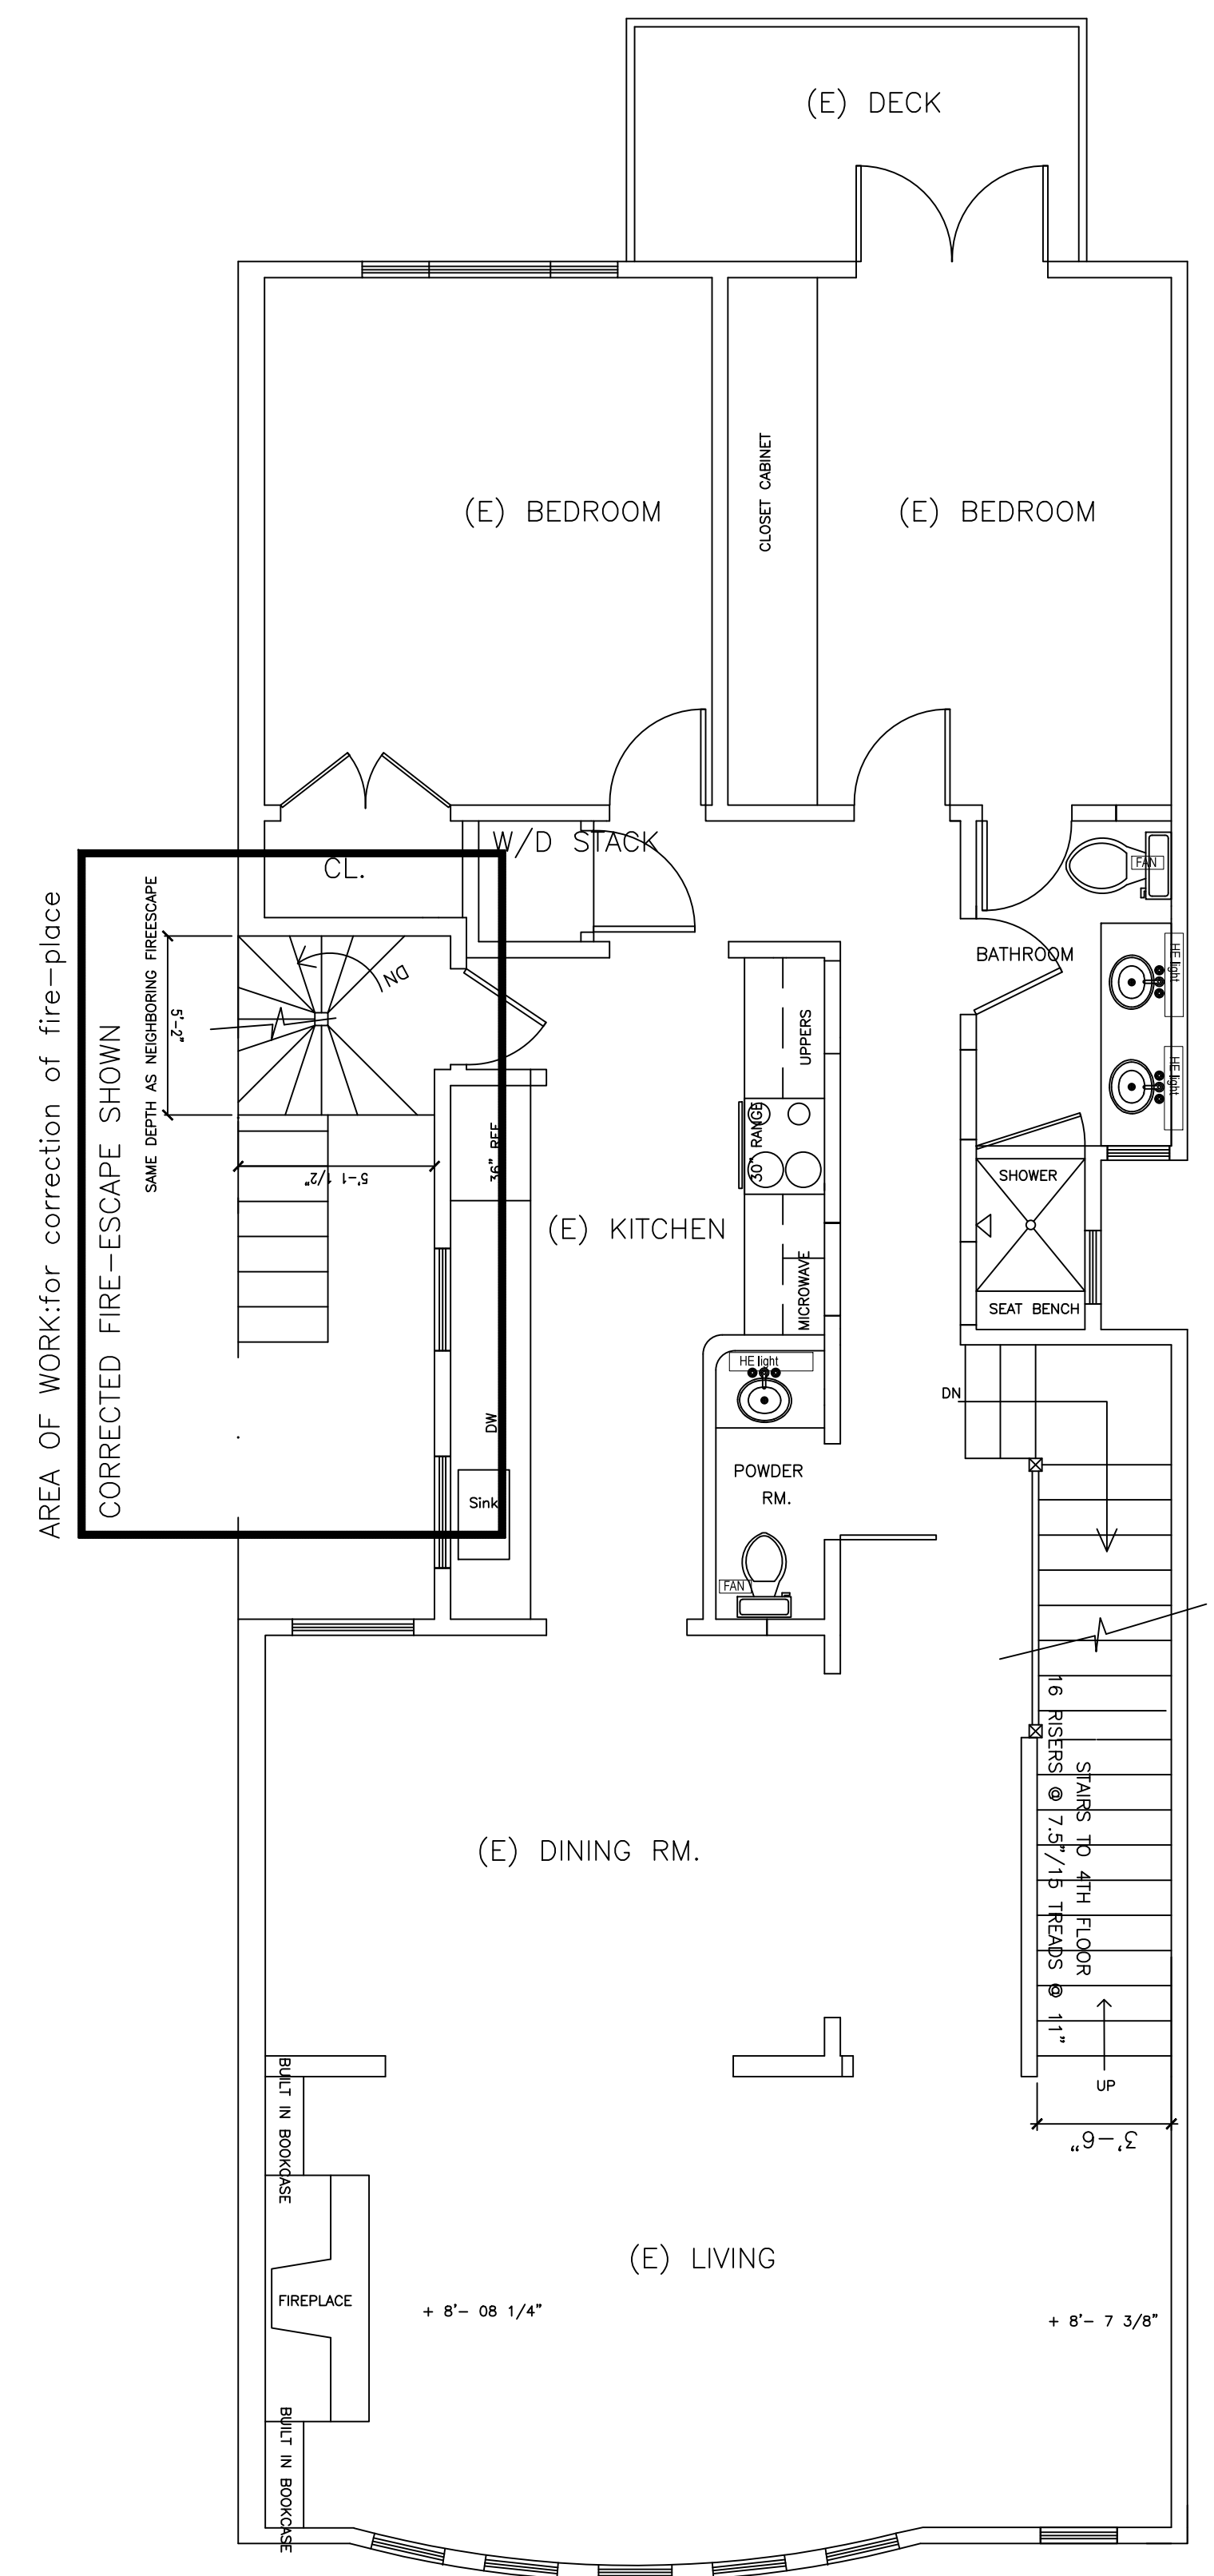 (E) DECK
(E) BEDROOM
CLOSET CABINET
(E) BEDROOM
W/D STACK
CL.
FAN
BATHROOM
HE light
HE light
AREA OF WORK:for correction of fire-place
CORRECTED FIRE-ESCAPE SHOWN
SAME DEPTH AS NEIGHBORING FIREESCAPE
5'-2"
DN
5'-1 1/2"
36" REF
UPPERS
30" RANGE
(E) KITCHEN
MICROWAVE
SHOWER
SEAT BENCH
HE light
DW
Sink
POWDER
RM.
FAN
DN
STAIRS TO 4TH FLOOR
16 RISERS @ 7.5"/15 TREADS @ 11"
(E) DINING RM.
UP
3'-6"
BUILT IN BOOKCASE
(E) LIVING
FIREPLACE
+ 8'- 08 1/4"
+ 8'- 7 3/8"
BUILT IN BOOKCASE